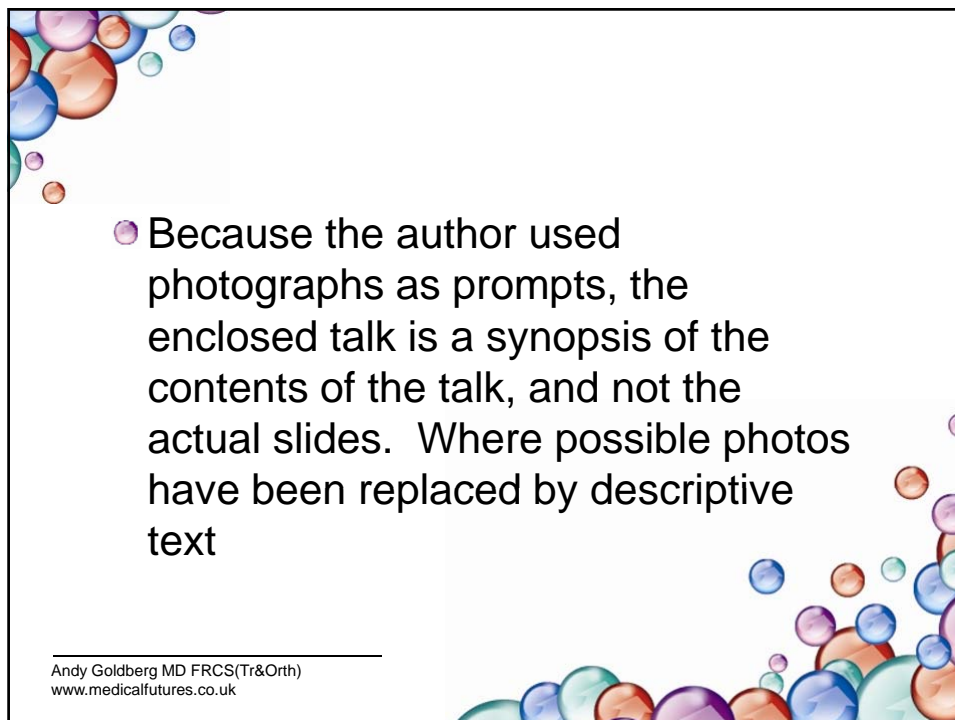 Because the author used
photographs as prompts, the
enclosed talk is a synopsis of the
contents of the talk, and not the
actual slides.  Where possible photos
have been replaced by descriptive
text
Andy Goldberg MD FRCS(Tr&Orth)
www.medicalfutures.co.uk